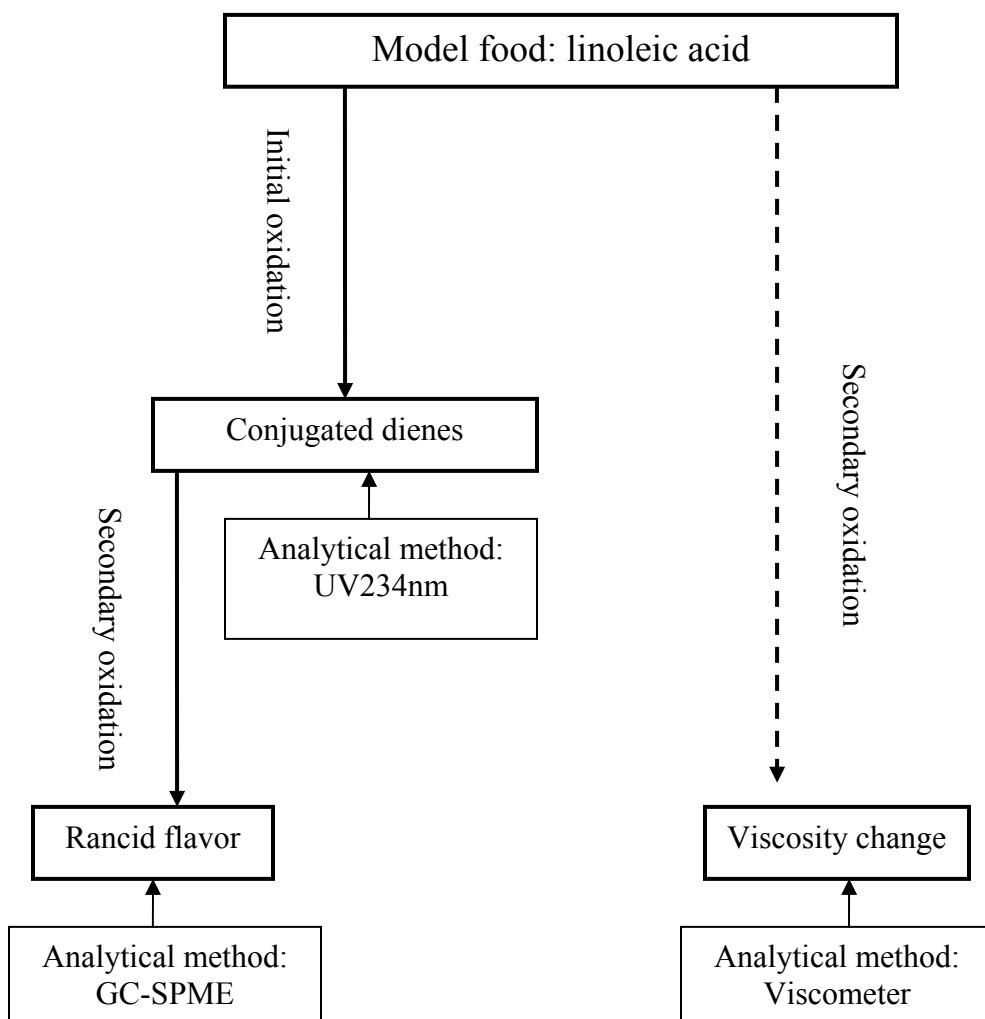 Model food: linoleic acid
Initial oxidation
Conjugated dienes
Analytical method:
UV234nm
Secondary oxidation
Secondary oxidation
Rancid flavor
Viscosity change
Analytical method:
GC-SPME
Analytical method:
Viscometer